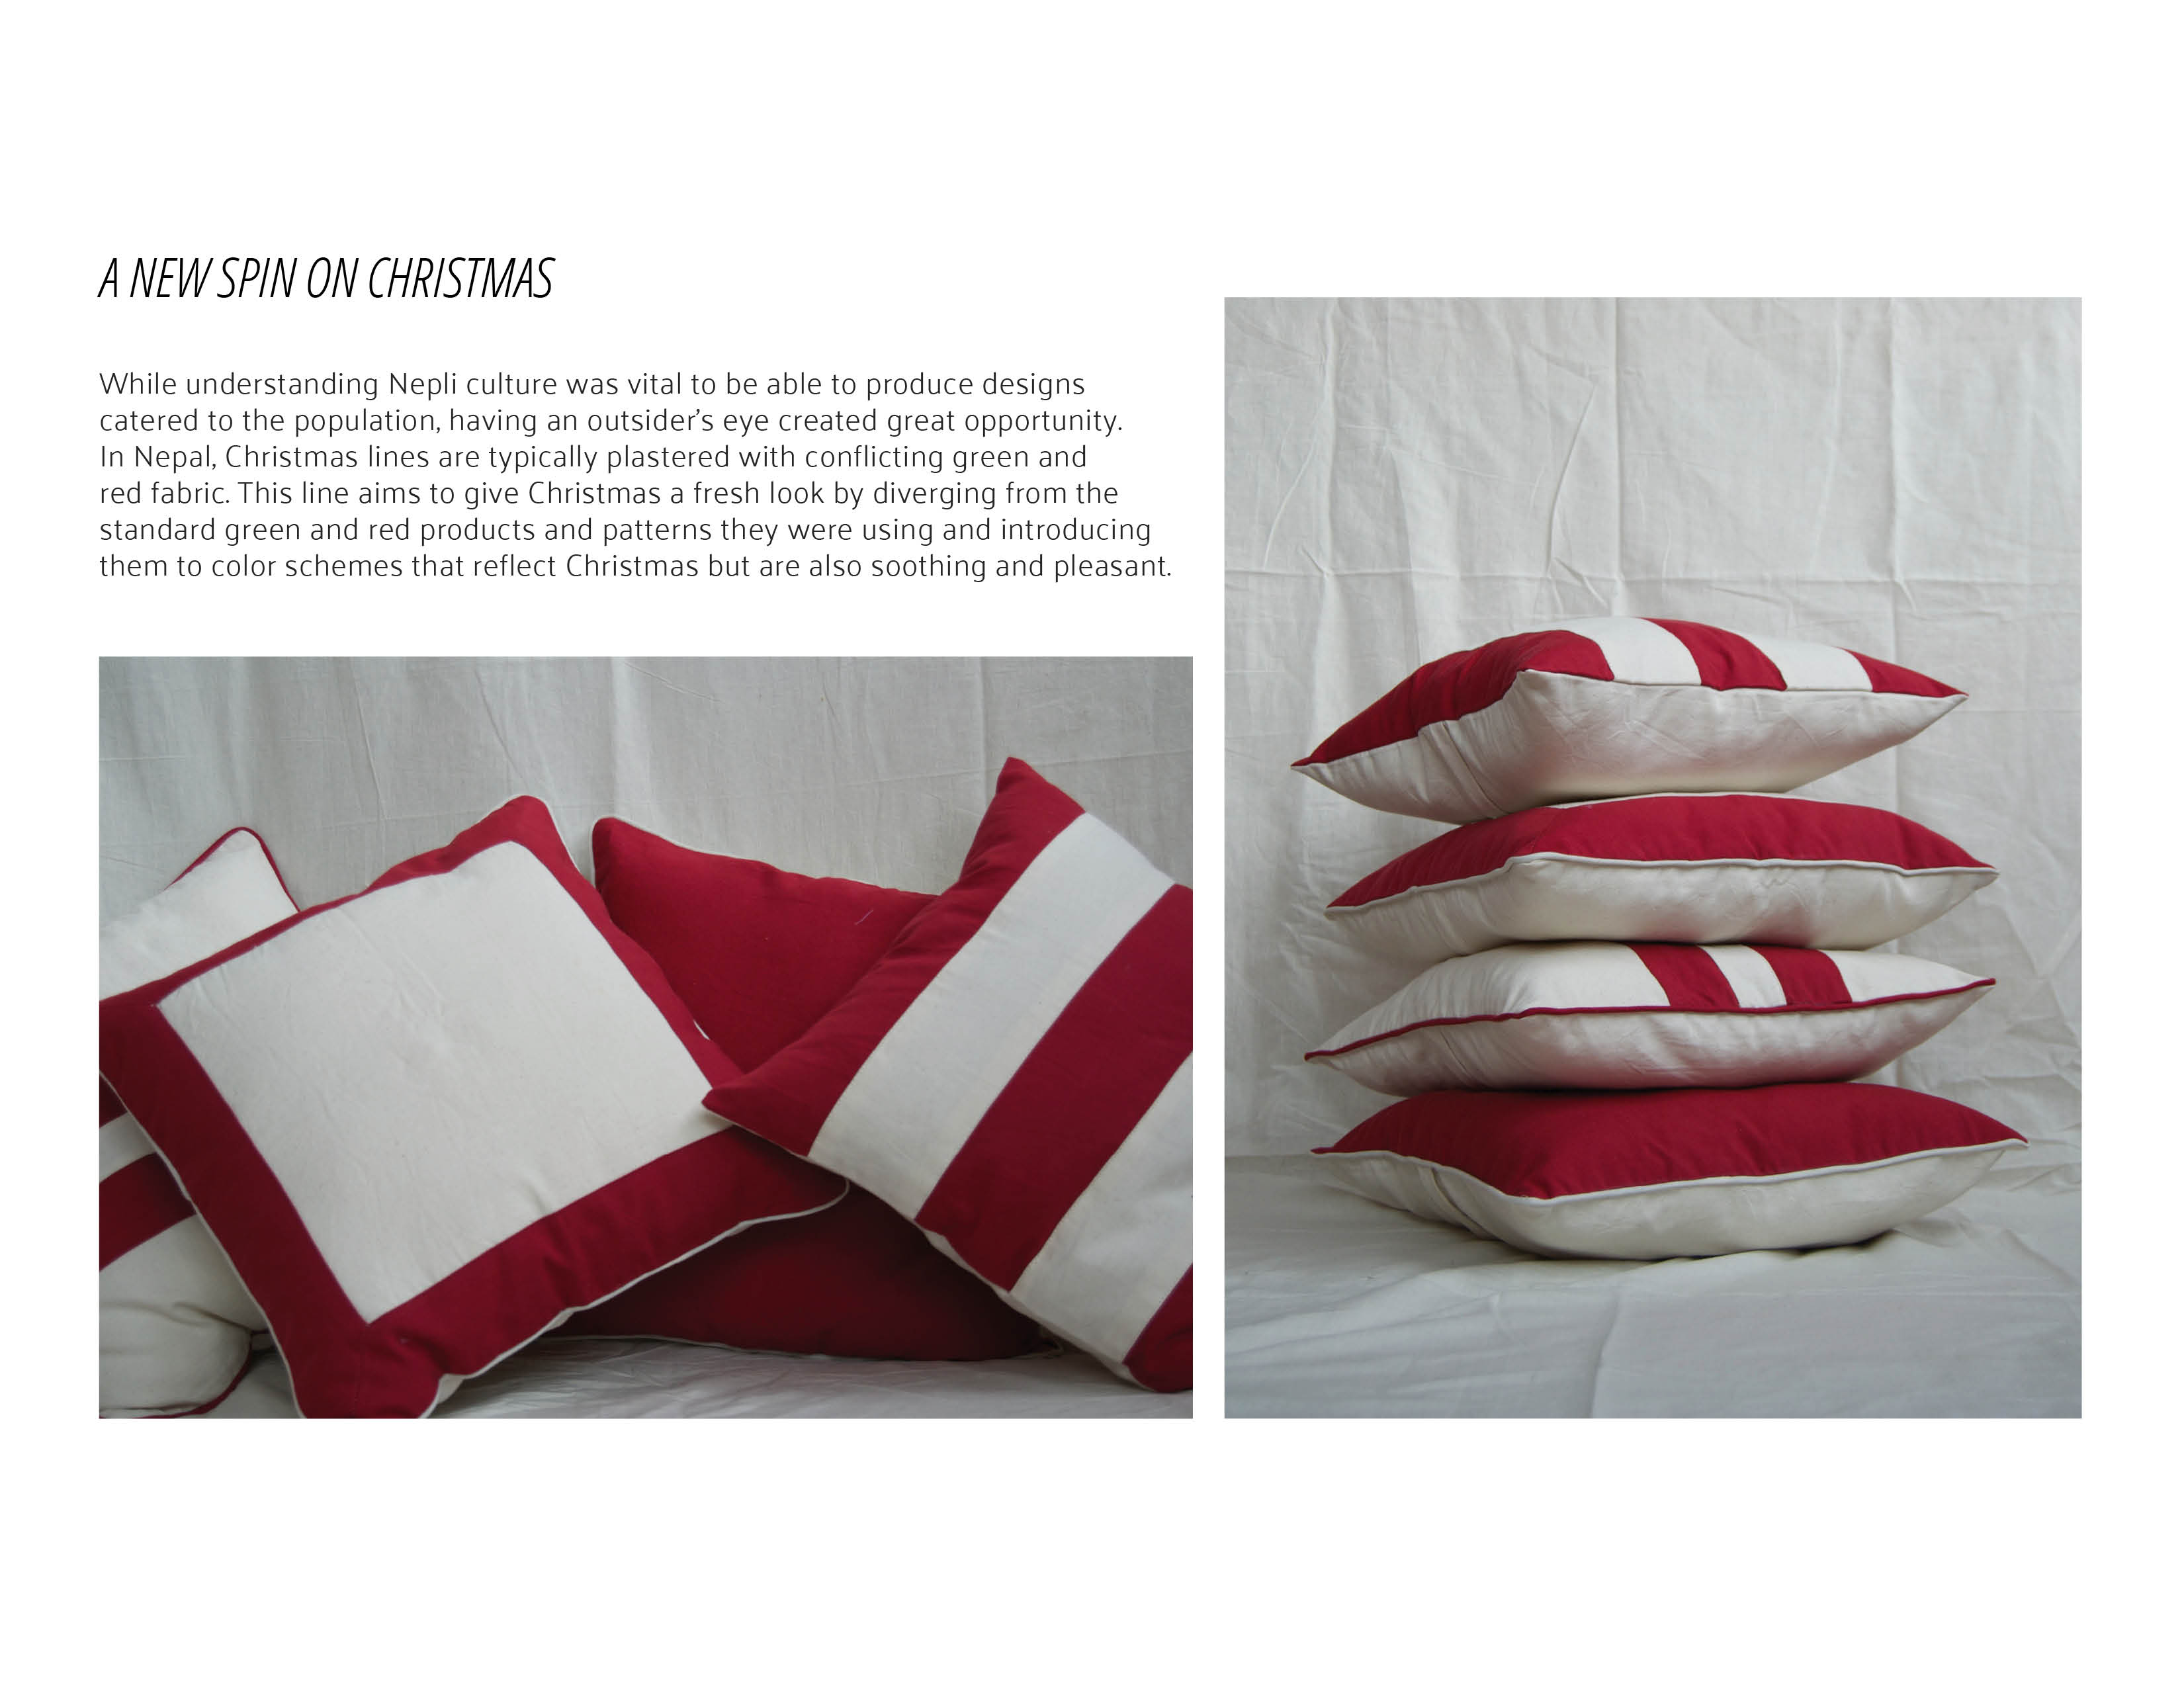 A NEW SPIN ON CHRISTMAS
While understanding Nepli culture was vital to be able to produce designs
catered to the population, having an outsider’s eye created great opportunity.
In Nepal, Christmas lines are typically plastered with conflicting green and
red fabric. This line aims to give Christmas a fresh look by diverging from the
standard green and red products and patterns they were using and introducing
them to color schemes that reflect Christmas but are also soothing and pleasant.